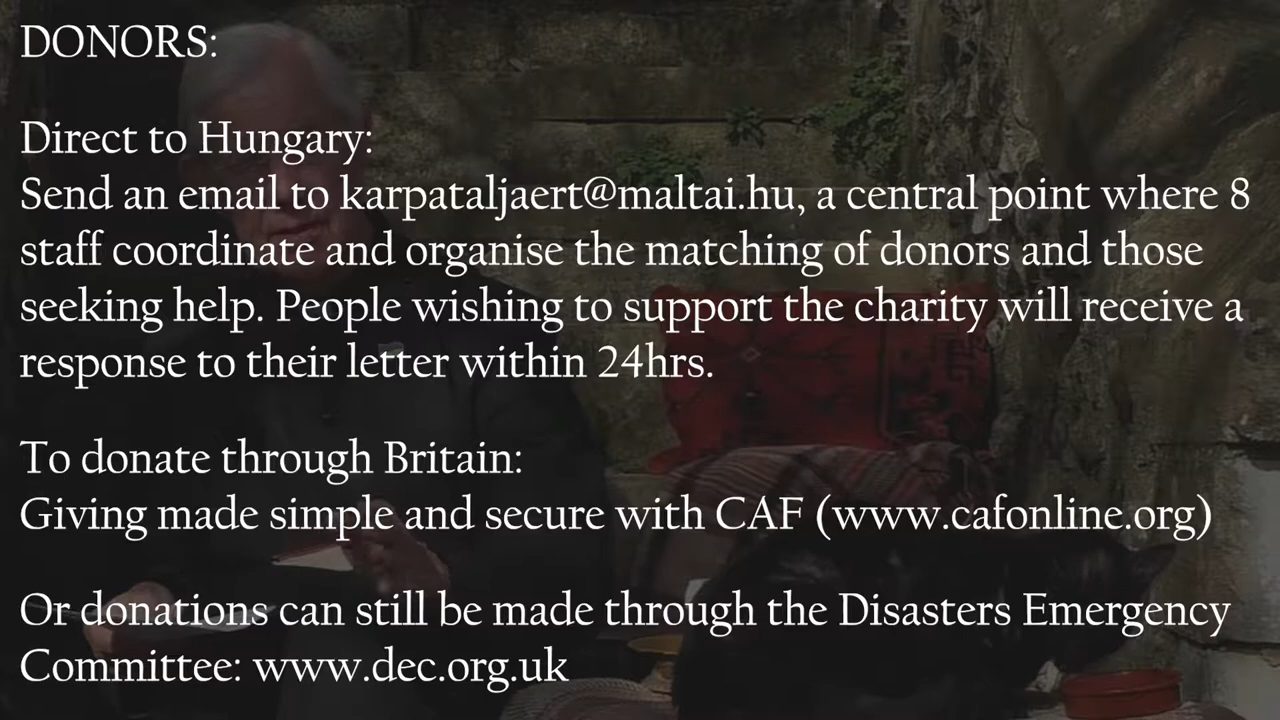 DONORS:
Direct to Hungary:
Send an email to karpataljaert@maltai.hu, a central point where 8
staff coordinate and organise the matching of donors and those
seeking help. People wishing to support the charity will receive a
response to their letter within 24hrs.
To donate through Britain:
Giving made simple and secure with CAF (www.cafonline.org)
Or donations can still be made through the Disasters Emergency
Committee: www.dec.org.uk